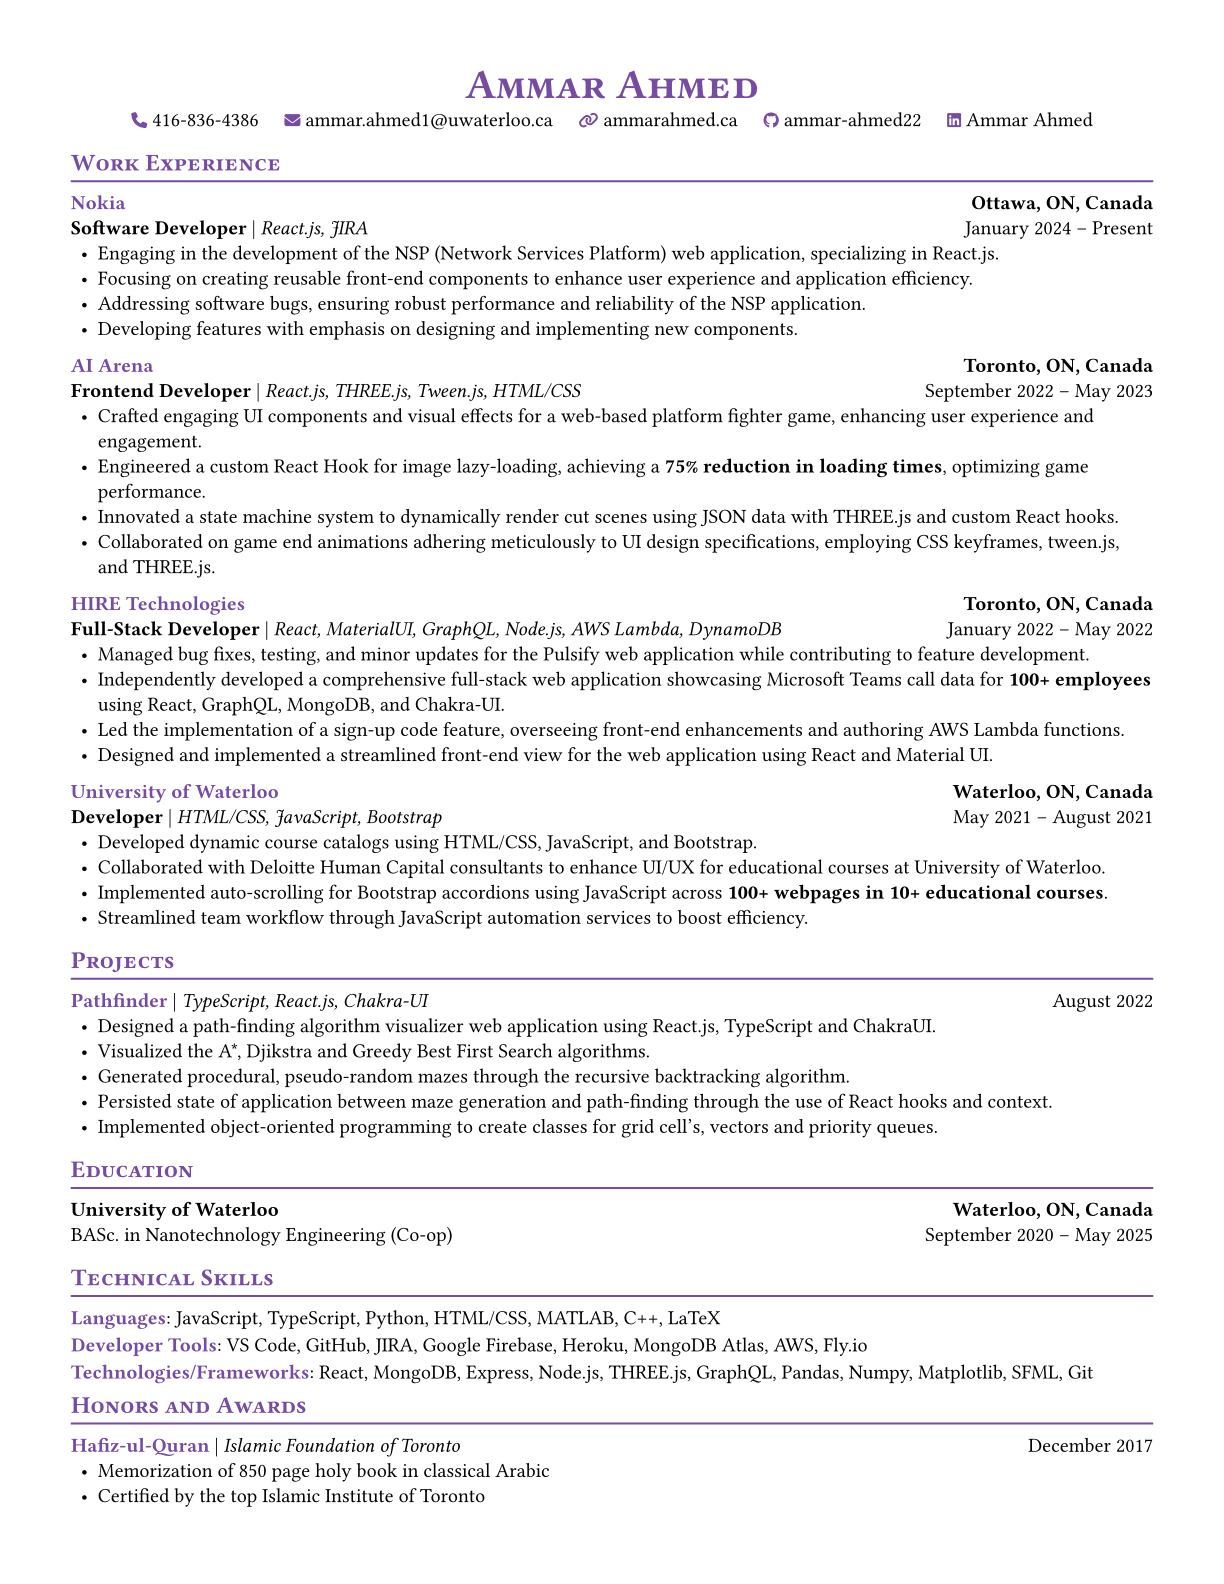 Ammar Ahmed
416-836-4386 ammar.ahmed1@uwaterloo.ca ammarahmed.ca ammar-ahmed22 Ammar Ahmed
Work Experience
Nokia Ottawa, ON, Canada
Software Developer | React.js, JIRA January 2024 – Present
• Engaging in the development of the NSP (Network Services Platform) web application, specializing in React.js.
• Focusing on creating reusable front-end components to enhance user experience and application efficiency.
• Addressing software bugs, ensuring robust performance and reliability of the NSP application.
• Developing features with emphasis on designing and implementing new components.
AI Arena Toronto, ON, Canada
Frontend Developer | React.js, THREE.js, Tween.js, HTML/CSS September 2022 – May 2023
• Crafted engaging UI components and visual effects for a web-based platform fighter game, enhancing user experience and
engagement.
• Engineered a custom React Hook for image lazy-loading, achieving a 75% reduction in loading times, optimizing game
performance.
• Innovated a state machine system to dynamically render cut scenes using JSON data with THREE.js and custom React hooks.
• Collaborated on game end animations adhering meticulously to UI design specifications, employing CSS keyframes, tween.js,
and THREE.js.
HIRE Technologies Toronto, ON, Canada
Full-Stack Developer | React, MaterialUI, GraphQL, Node.js, AWS Lambda, DynamoDB January 2022 – May 2022
• Managed bug fixes, testing, and minor updates for the Pulsify web application while contributing to feature development.
• Independently developed a comprehensive full-stack web application showcasing Microsoft Teams call data for 100+ employees
using React, GraphQL, MongoDB, and Chakra-UI.
• Led the implementation of a sign-up code feature, overseeing front-end enhancements and authoring AWS Lambda functions.
• Designed and implemented a streamlined front-end view for the web application using React and Material UI.
University of Waterloo Waterloo, ON, Canada
Developer | HTML/CSS, JavaScript, Bootstrap May 2021 – August 2021
• Developed dynamic course catalogs using HTML/CSS, JavaScript, and Bootstrap.
• Collaborated with Deloitte Human Capital consultants to enhance UI/UX for educational courses at University of Waterloo.
• Implemented auto-scrolling for Bootstrap accordions using JavaScript across 100+ webpages in 10+ educational courses.
• Streamlined team workflow through JavaScript automation services to boost efficiency.
Projects
Pathfinder | TypeScript, React.js, Chakra-UI August 2022
• Designed a path-finding algorithm visualizer web application using React.js, TypeScript and ChakraUI.
• Visualized the A*, Djikstra and Greedy Best First Search algorithms.
• Generated procedural, pseudo-random mazes through the recursive backtracking algorithm.
• Persisted state of application between maze generation and path-finding through the use of React hooks and context.
• Implemented object-oriented programming to create classes for grid cell’s, vectors and priority queues.
Education
University of Waterloo Waterloo, ON, Canada
BASc. in Nanotechnology Engineering (Co-op) September 2020 – May 2025
Technical Skills
Languages: JavaScript, TypeScript, Python, HTML/CSS, MATLAB, C++, LaTeX
Developer Tools: VS Code, GitHub, JIRA, Google Firebase, Heroku, MongoDB Atlas, AWS, Fly.io
Technologies/Frameworks: React, MongoDB, Express, Node.js, THREE.js, GraphQL, Pandas, Numpy, Matplotlib, SFML, Git
Honors and Awards
Hafiz-ul-Quran | Islamic Foundation of Toronto December 2017
• Memorization of 850 page holy book in classical Arabic
• Certified by the top Islamic Institute of Toronto